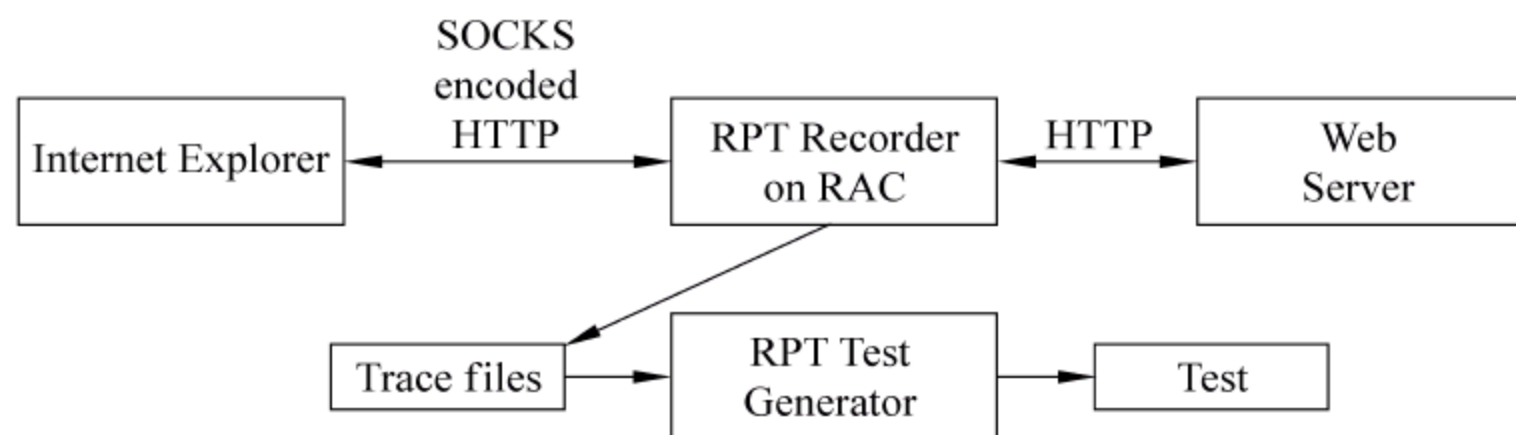 SOCKS
encoded
HTTP
Internet Explorer
RPT Recorder
on RAC
HTTP
Web
Server
Trace files
RPT Test
Generator
Test